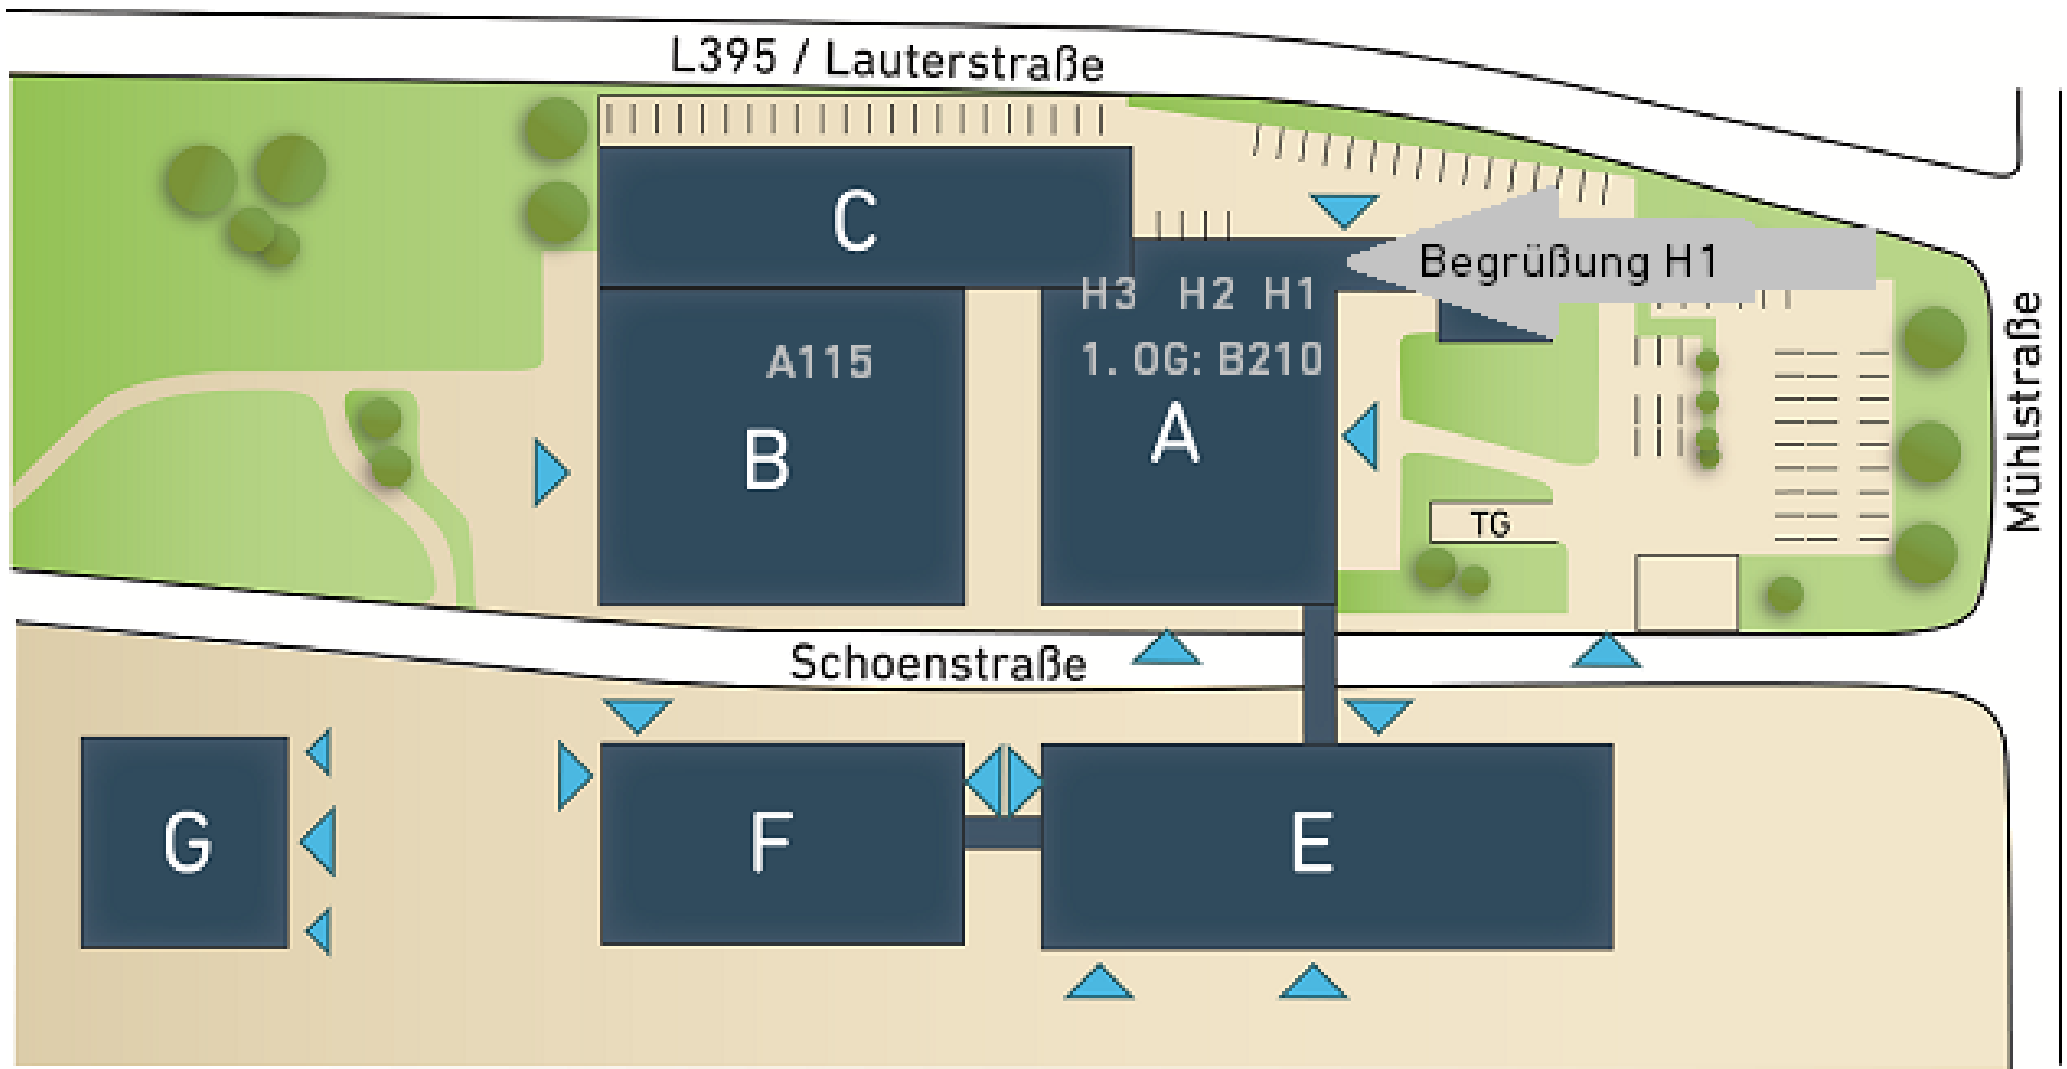 L395 / Lauterstraße
C
Begrüßung H1
H3 H2 H1
1. OG: B210
A115
A
B
TG
Mühlstraße
Schoenstraße
G
F
E